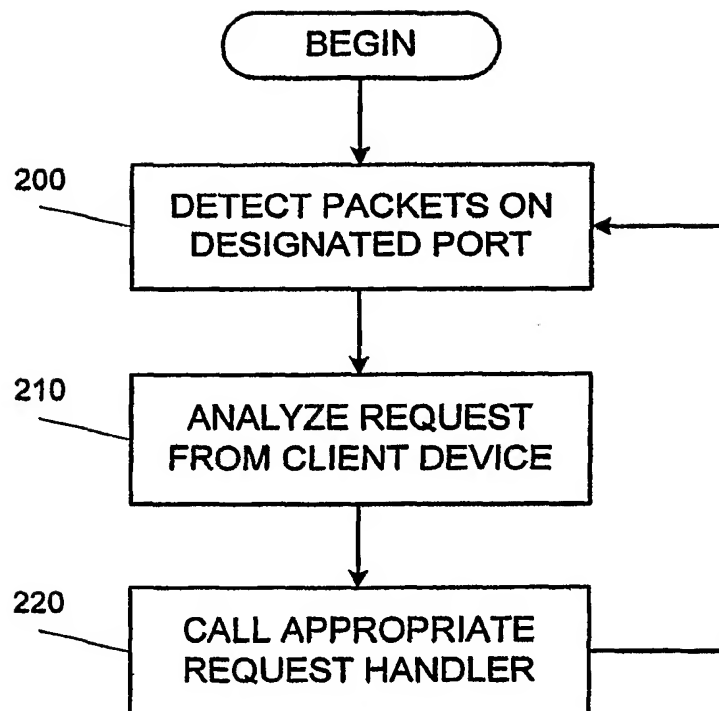 BEGIN
200
DETECT PACKETS ON
DESIGNATED PORT
210
ANALYZE REQUEST
FROM CLIENT DEVICE
220
CALL APPROPRIATE
REQUEST HANDLER